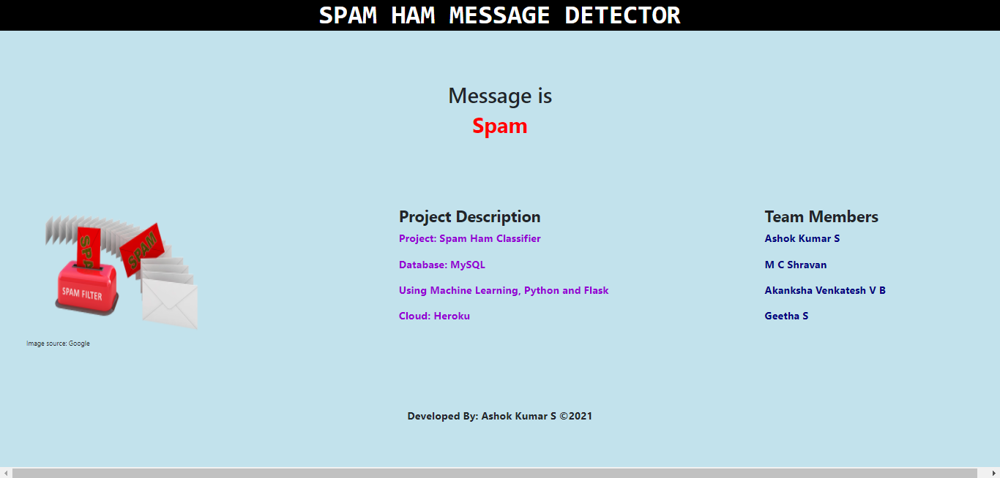 SPAM HAM MESSAGE DETECTOR
Message is
Spam
SPAM
SPAM
SPAM FILTER
Image source: Google
Project Description
Project: Spam Ham Classifier
Database: MySQL
Using Machine Learning, Python and Flask
Cloud: Heroku
Team Members
Ashok Kumar S
M C Shravan
Akanksha Venkatesh V B
Geetha S
Developed By: Ashok Kumar S ©2021